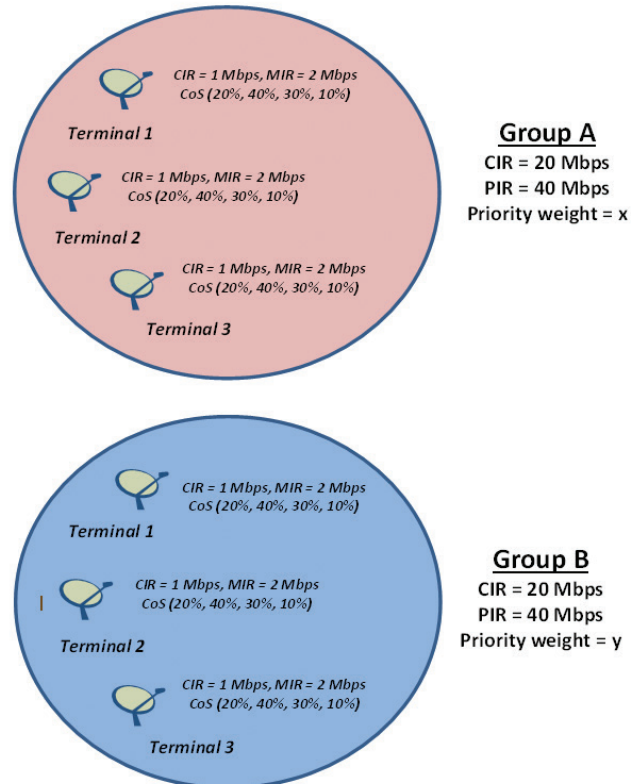 CIR = 1 Mbps, MIR = 2 Mbps
CoS (20%, 40%, 30%, 10%)
Terminal 1
CIR = 1 Mbps, MIR = 2 Mbps
CoS (20%, 40%, 30%, 10%)
Terminal 2
CIR = 1 Mbps, MIR = 2 Mbps
CoS (20%, 40%, 30%, 10%)
Terminal 3
Group A
CIR = 20 Mbps
PIR = 40 Mbps
Priority weight = x
CIR = 1 Mbps, MIR = 2 Mbps
CoS (20%, 40%, 30%, 10%)
Terminal 1
CIR = 1 Mbps, MIR = 2 Mbps
CoS (20%, 40%, 30%, 10%)
Terminal 2
CIR = 1 Mbps, MIR = 2 Mbps
CoS (20%, 40%, 30%, 10%)
Terminal 3
Group B
CIR = 20 Mbps
PIR = 40 Mbps
Priority weight = y